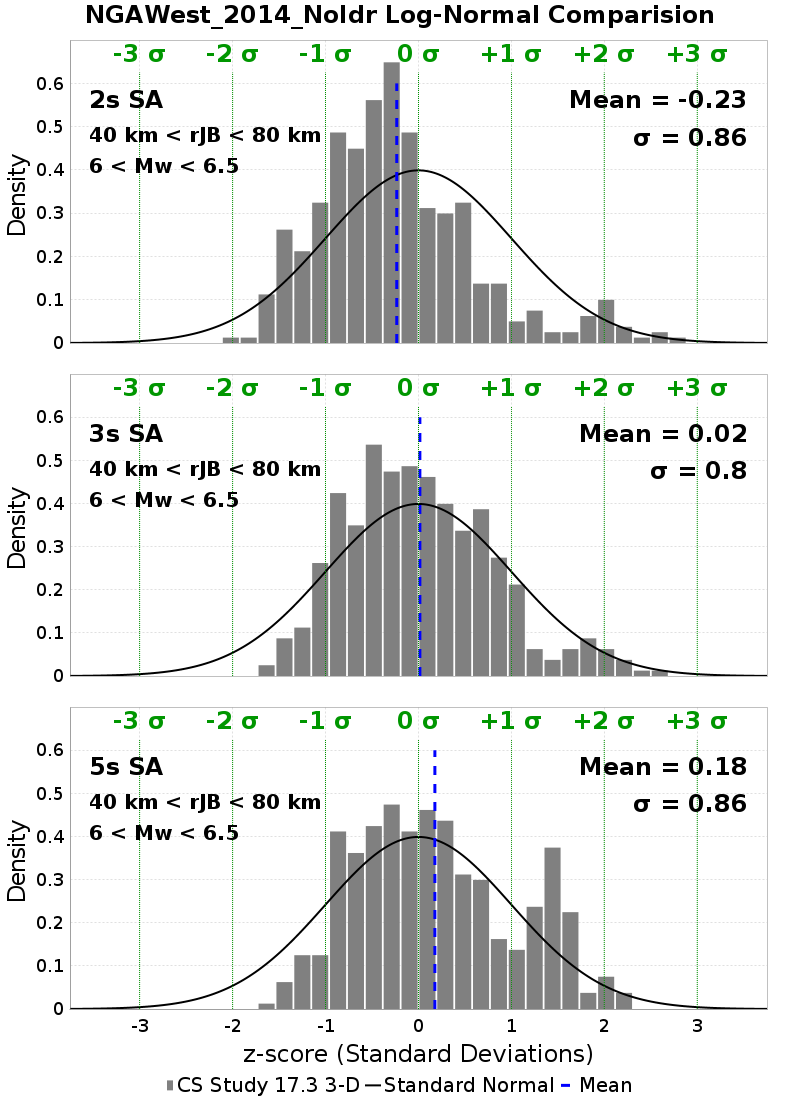 NGAWest_2014_NoIdr Log-Normal Comparision
-3 σ -2 σ -1 σ 0 σ +1 σ +2 σ +3 σ
2s SA Mean = -0.23
40 km < rJB < 80 km σ = 0.86
6 < Mw < 6.5
0.6
0.5
0.4
0.3
0.2
0.1
0
Density
-3 σ -2 σ -1 σ 0 σ +1 σ +2 σ +3 σ
3s SA Mean = 0.02
40 km < rJB < 80 km σ = 0.8
6 < Mw < 6.5
0.6
0.5
0.4
0.3
0.2
0.1
0
Density
-3 σ -2 σ -1 σ 0 σ +1 σ +2 σ +3 σ
5s SA Mean = 0.18
40 km < rJB < 80 km σ = 0.86
6 < Mw < 6.5
0.6
0.5
0.4
0.3
0.2
0.1
0
Density
-3 -2 -1 0 1 2 3
z-score (Standard Deviations)
CS Study 17.3 3-D Standard Normal Mean